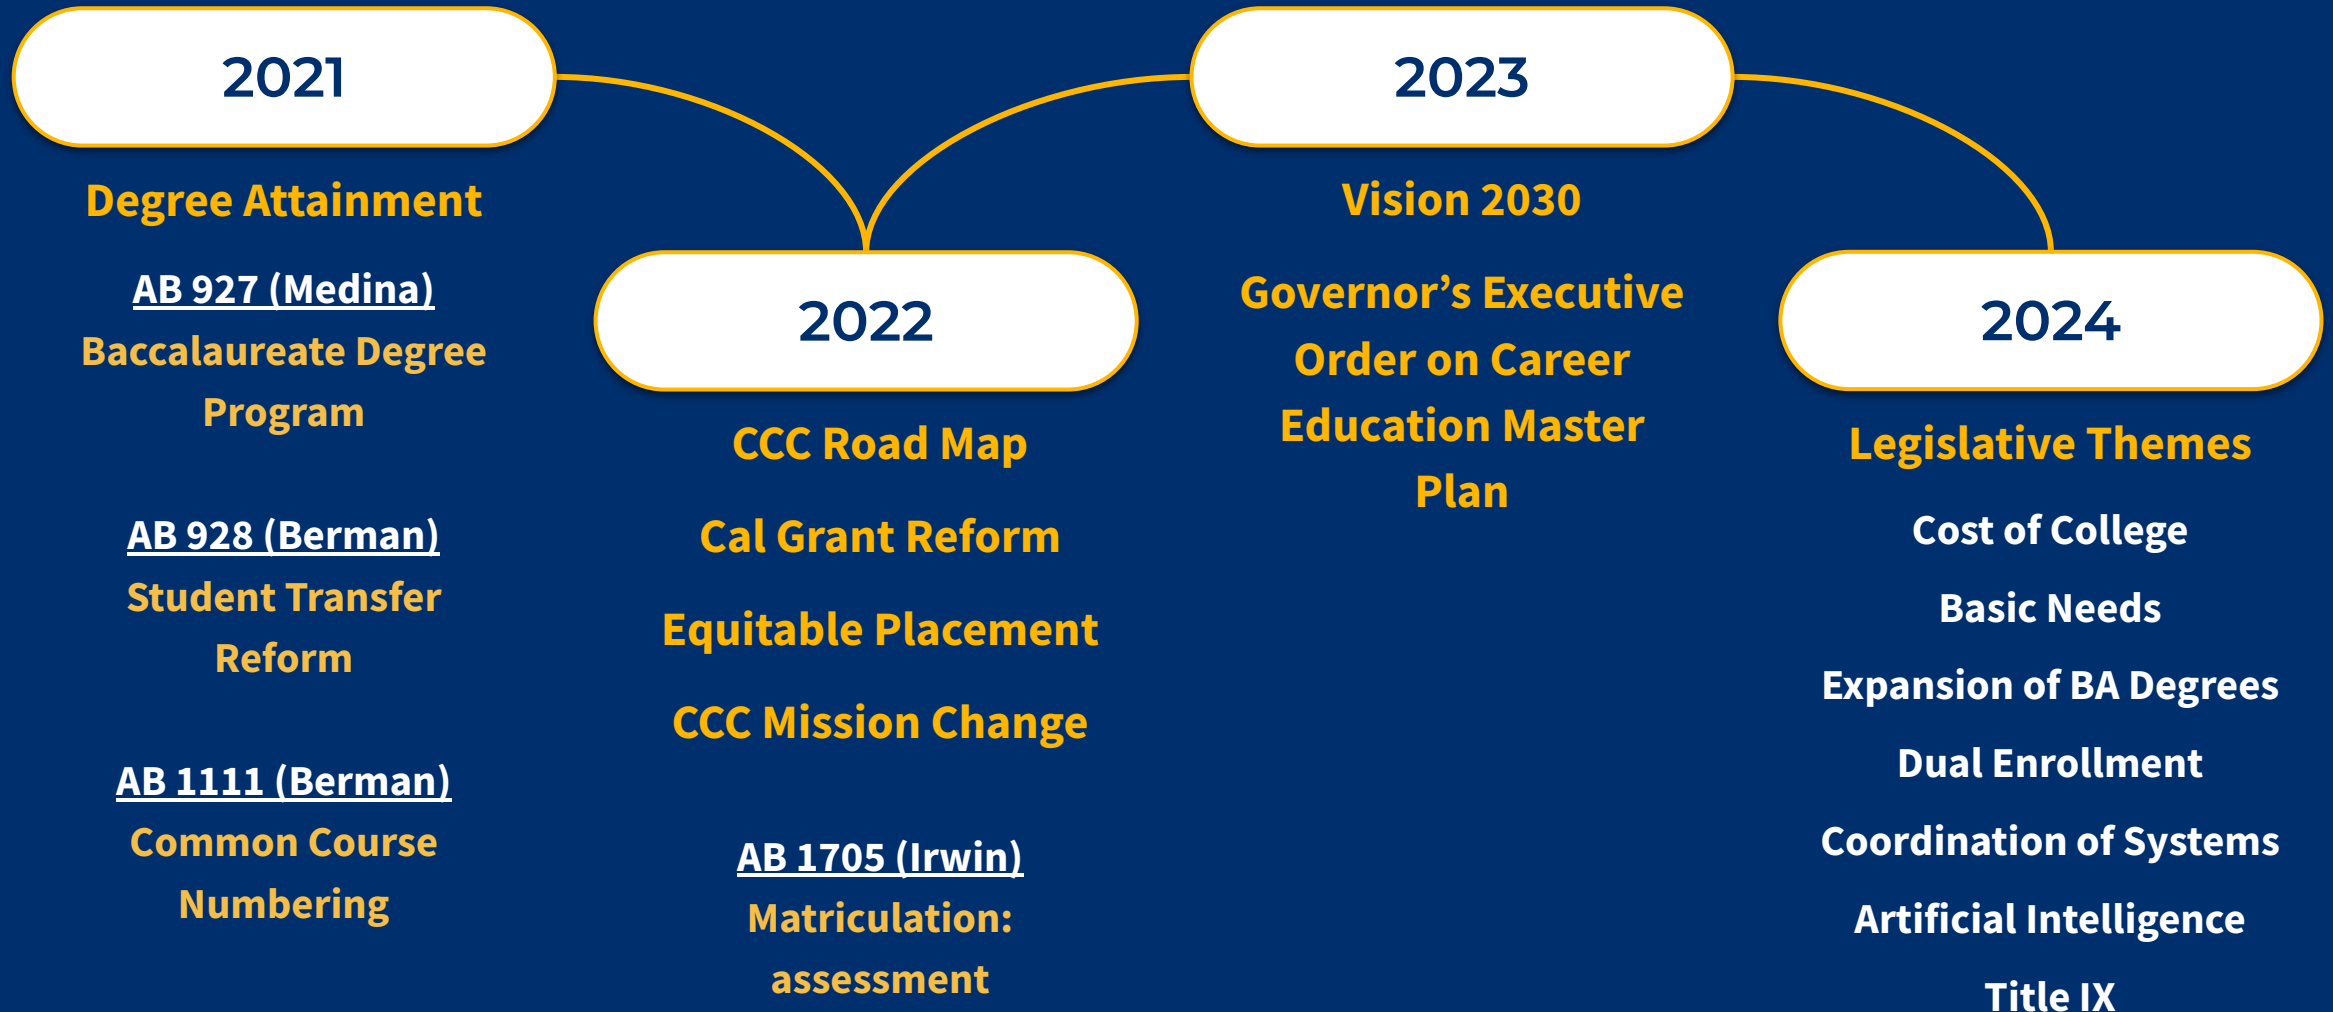 2021
Degree Attainment
AB 927 (Medina)
Baccalaureate Degree
Program
AB 928 (Berman)
Student Transfer
Reform
AB 1111 (Berman)
Common Course
Numbering
2022
CCC Road Map
Cal Grant Reform
Equitable Placement
CCC Mission Change
AB 1705 (Irwin)
Matriculation:
assessment
2023
Vision 2030
Governor’s Executive
Order on Career
Education Master
Plan
2024
Legislative Themes
Cost of College
Basic Needs
Expansion of BA Degrees
Dual Enrollment
Coordination of Systems
Artificial Intelligence
Title IX